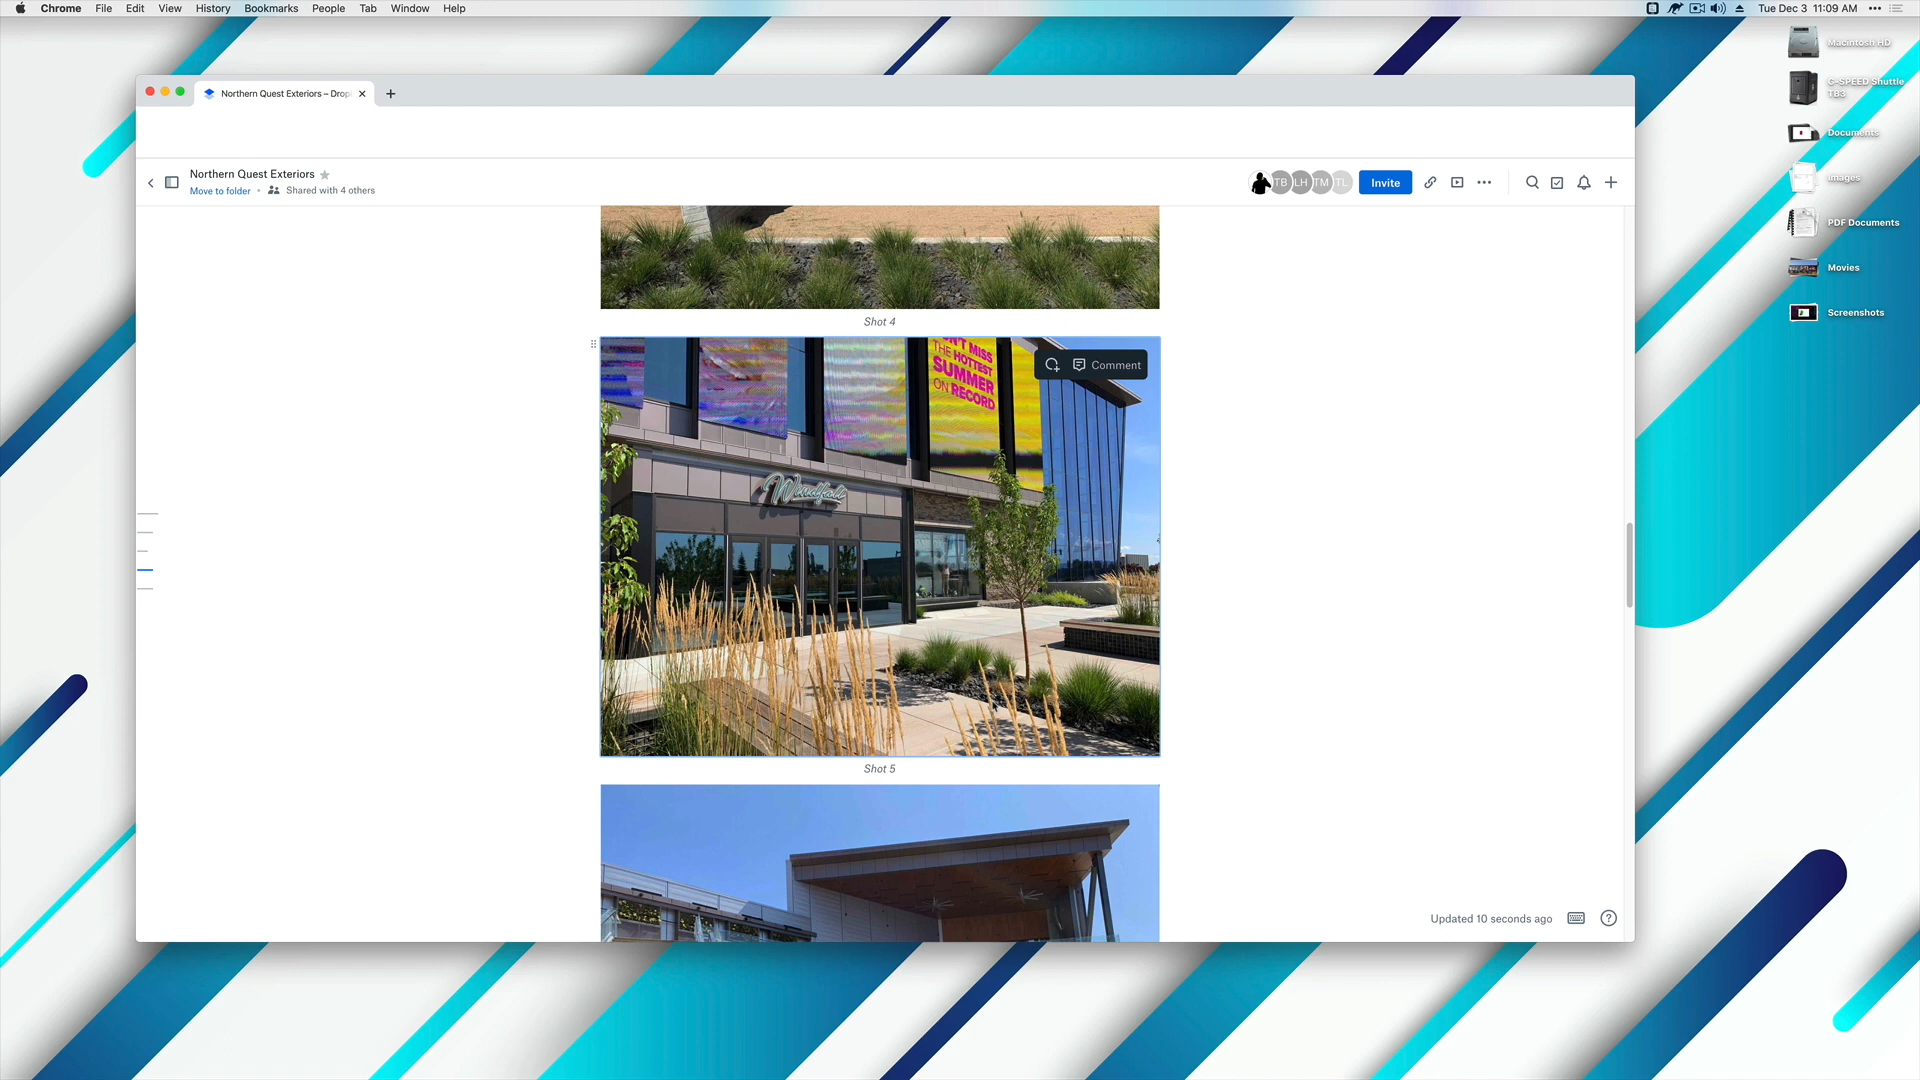 Chrome File Edit View History Bookmarks People Tab Window Help
Tue Dec 3 11:09 AM
Macintosh HD
G-SPEED Shuttle
TB3
Documents
Images
PDF Documents
Movies
Screenshots
Northern Quest Exteriors – Drop
Northern Quest Exteriors
Move to folder • Shared with 4 others
TB LH TM TL Invite
Shot 4
Comment
DON'T MISS
THE HOTTEST
SUMMER
ON RECORD
Windfall
Shot 5
Updated 10 seconds ago